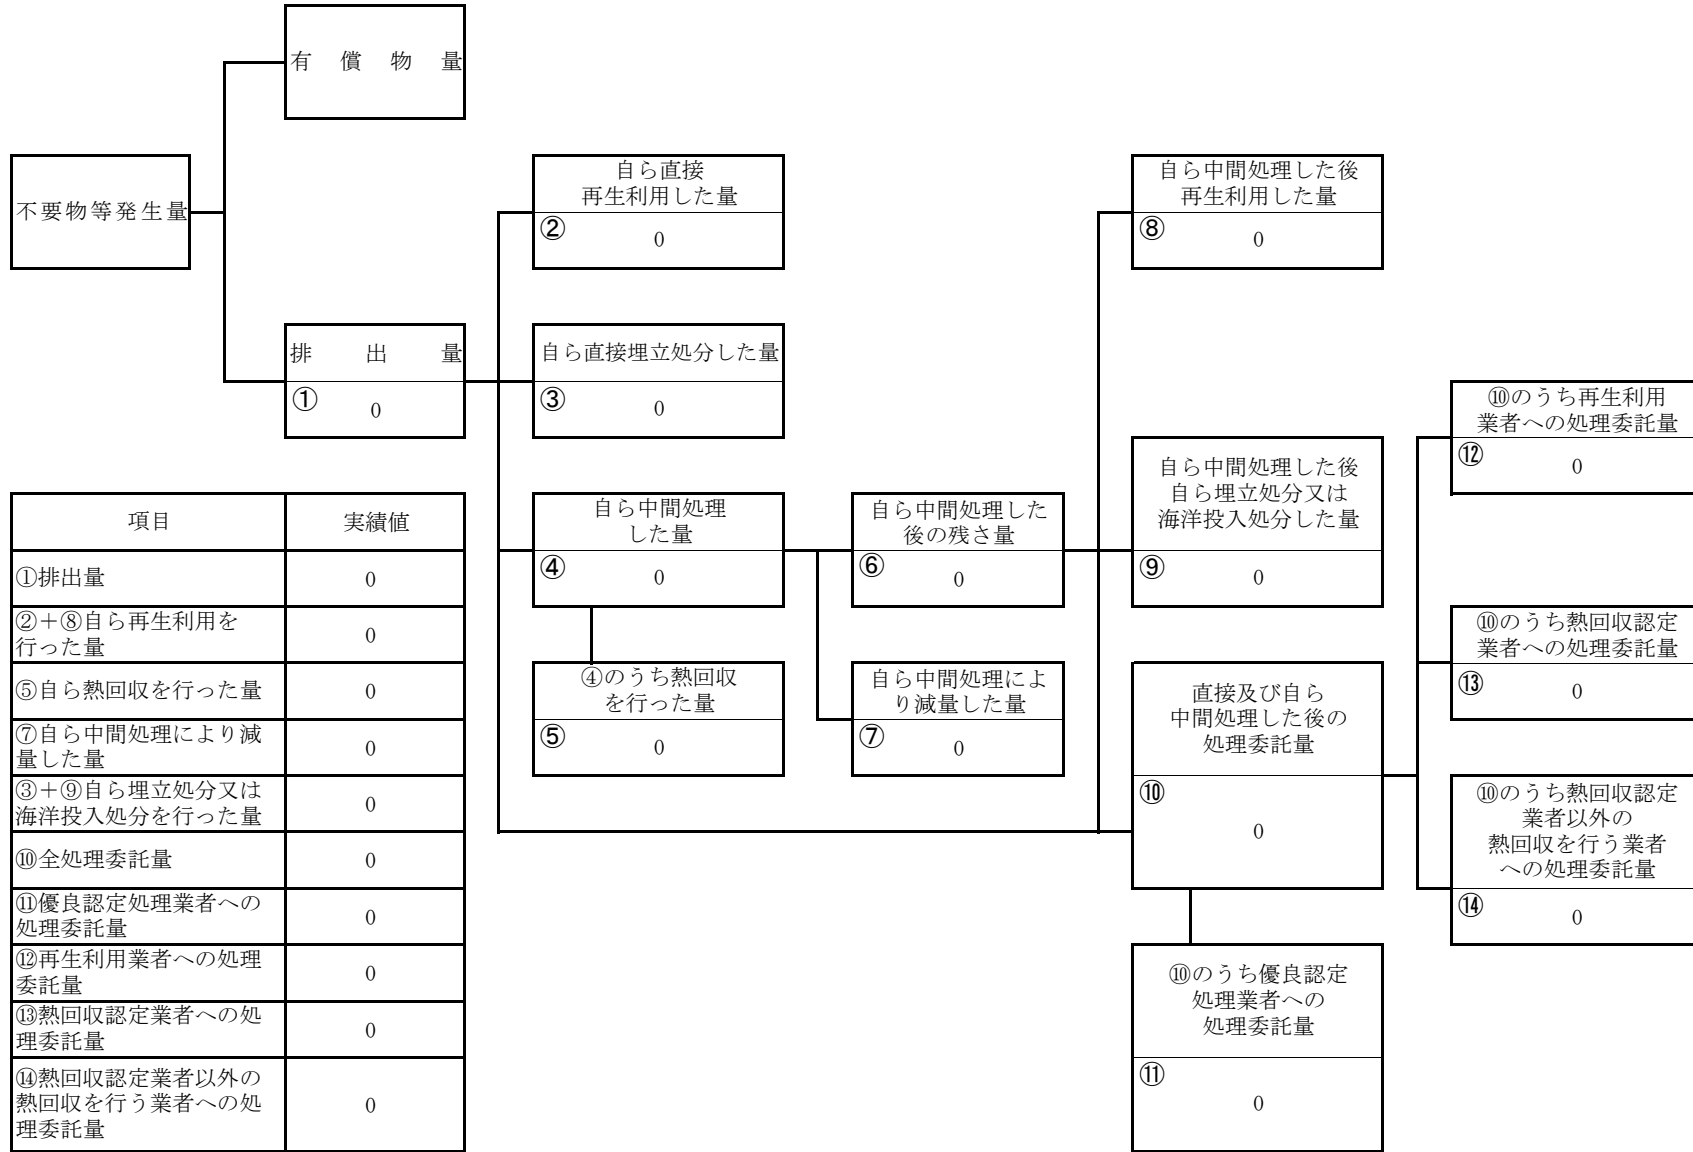 有償物量
不要物等発生量
排出量
①
0
自ら直接
再生利用した量
②
0
自ら直接埋立処分した量
③
0
自ら中間処理
した量
④
0
④のうち熱回収
を行った量
⑤
0
自ら中間処理した
後の残さ量
⑥
0
自ら中間処理によ
り減量した量
⑦
0
自ら中間処理した後
再生利用した量
⑧
0
自ら中間処理した後
自ら埋立処分又は
海洋投入処分した量
⑨
0
直接及び自ら
中間処理した後の
処理委託量
⑩
0
⑩のうち優良認定
処理業者への
処理委託量
⑪
0
⑩のうち再生利用
業者への処理委託量
⑫
0
⑩のうち熱回収認定
業者への処理委託量
⑬
0
⑩のうち熱回収認定
業者以外の
熱回収を行う業者
への処理委託量
⑭
0
項目 実績値
①排出量 0
②＋⑧自ら再生利用を
行った量 0
⑤自ら熱回収を行った量 0
⑦自ら中間処理により減
量した量 0
③＋⑨自ら埋立処分又は
海洋投入処分を行った量 0
⑩全処理委託量 0
⑪優良認定処理業者への
処理委託量 0
⑫再生利用業者への処理
委託量 0
⑬熱回収認定業者への処
理委託量 0
⑭熱回収認定業者以外の
熱回収を行う業者への処 0
理委託量